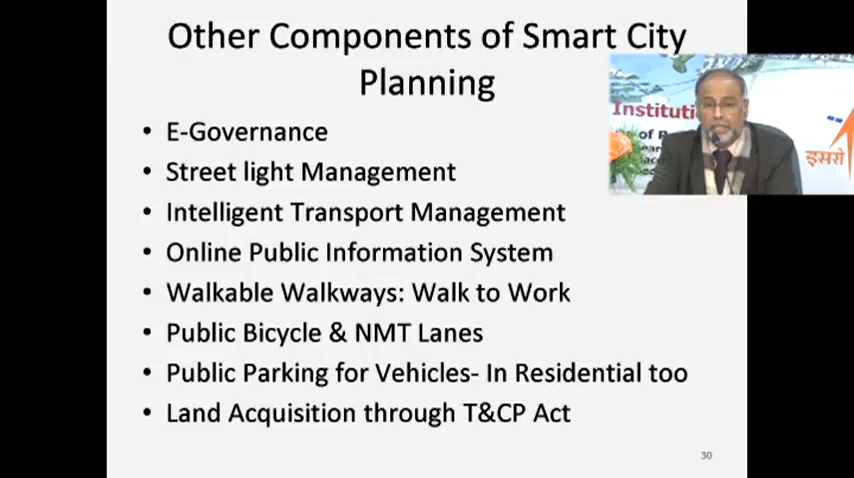 Other Components of Smart City
Planning
• E-Governance
• Street light Management
• Intelligent Transport Management
• Online Public Information System
• Walkable Walkways: Walk to Work
• Public Bicycle & NMT Lanes
• Public Parking for Vehicles- In Residential too
• Land Acquisition through T&CP Act
30
इसरो